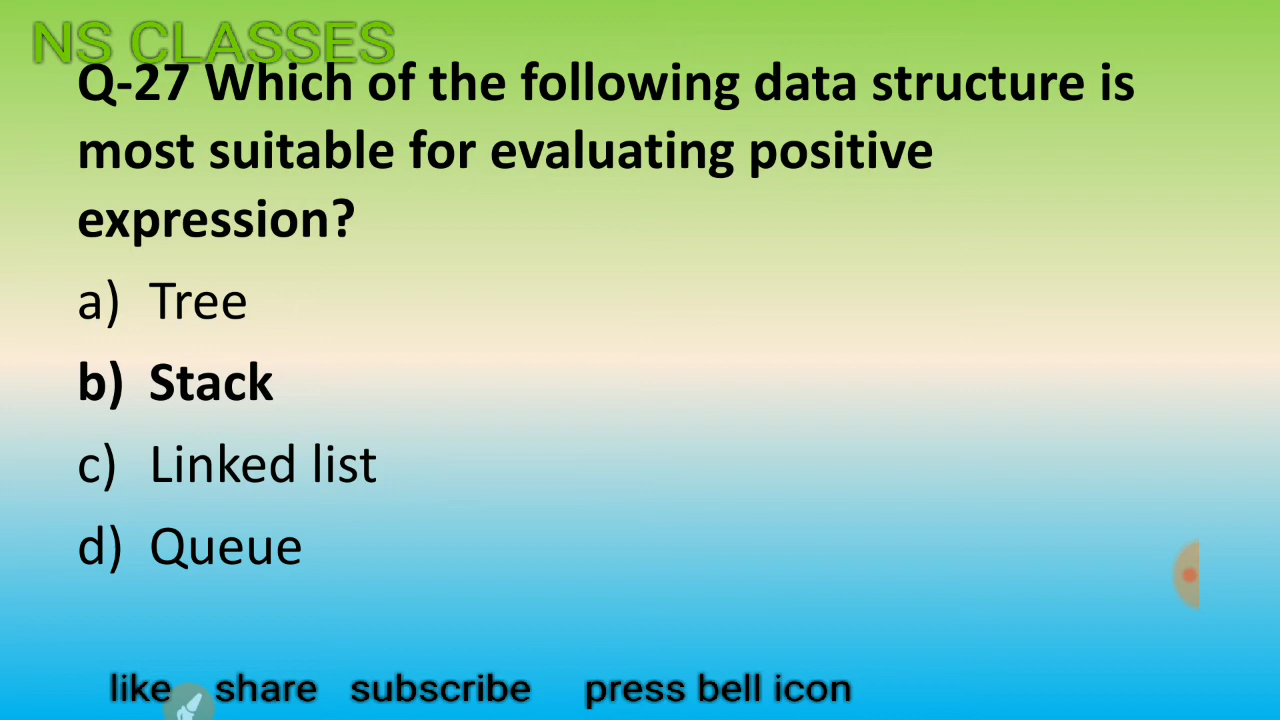 NS CLASSES
Q-27 Which of the following data structure is
most suitable for evaluating positive
expression?
a) Tree
b) Stack
c) Linked list
d) Queue
like share subscribe press bell icon